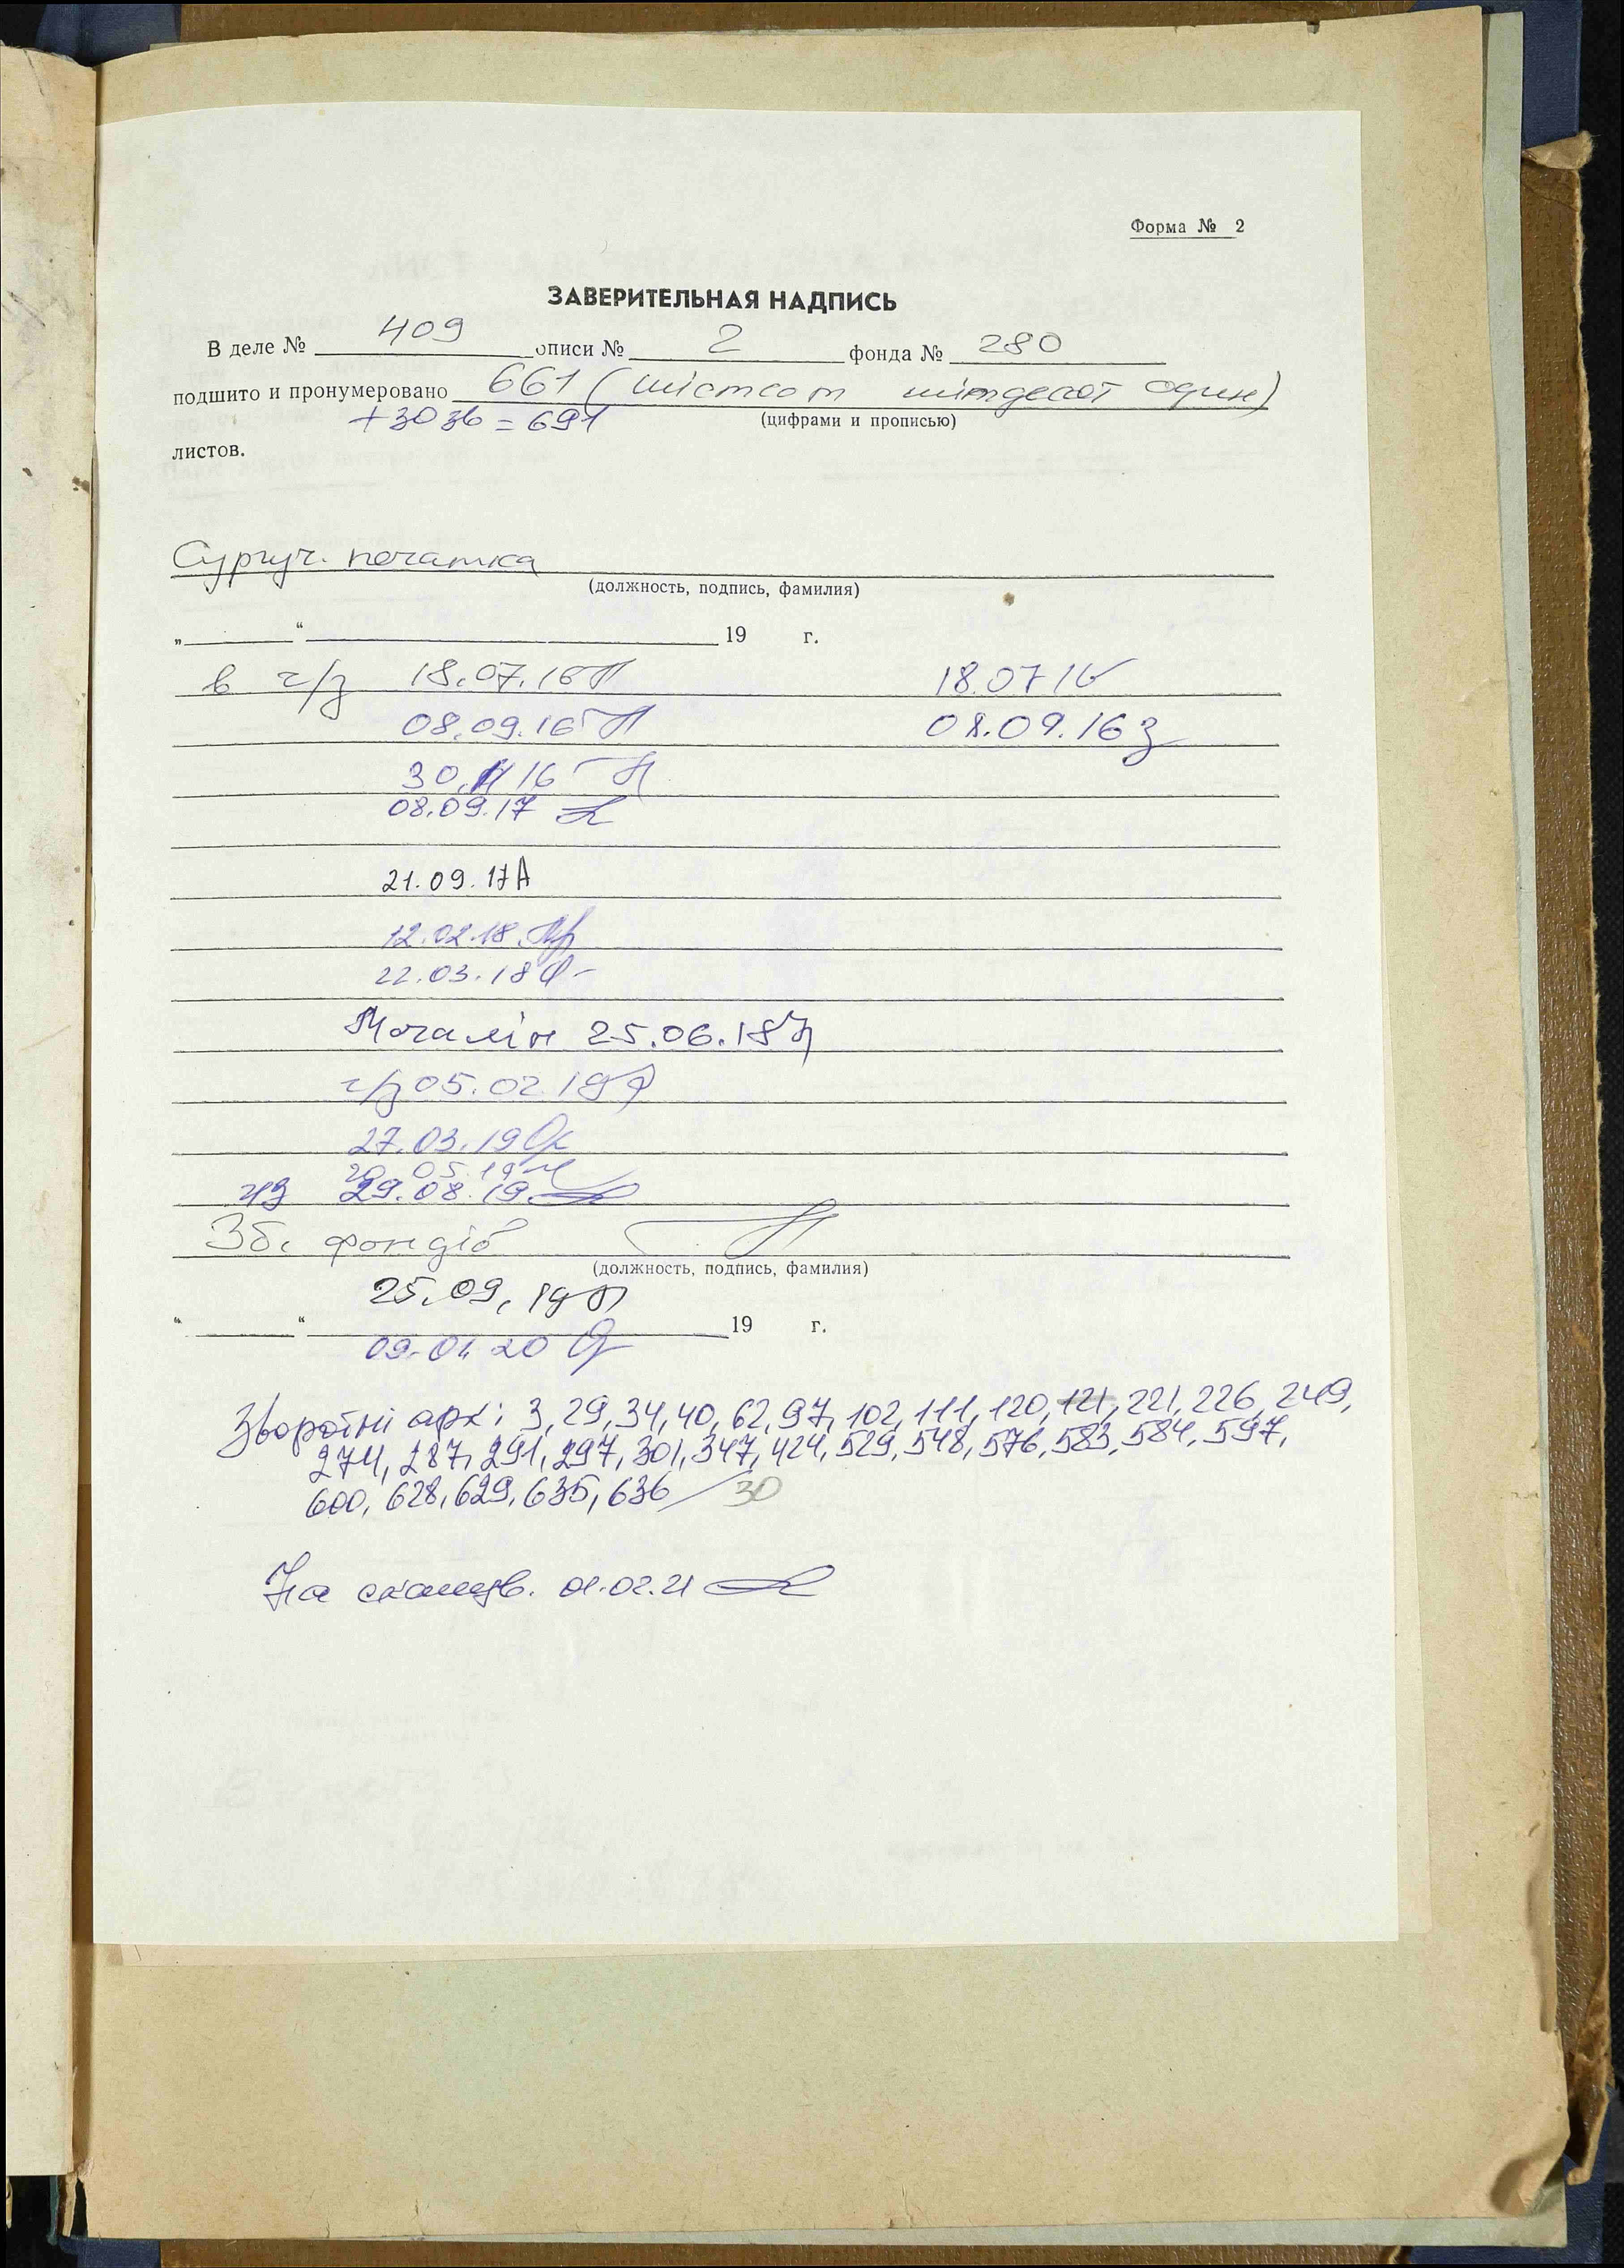 Форма № 2
ЗАВЕРИТЕЛЬНАЯ НАДПИСЬ
В деле № 409 описи № 2 фонда № 280
подшито и пронумеровано 661 (шістсот шістдесят один)
+ 30 зв = 691 (цифрами и прописью)
листов.
Сургуч. печатка
(должность, подпись, фамилия)
„ “ 19 г.
в ч/з 18.07.16 П 18.07 16
08.09.16 П 08.09.16 з
30. 16 П
08.09.17
21.09.17 А
12.02.18.
22.03.18
Мочалін 25.06.18
ч/з 05.02.19
27.03.19
05.19
чз 29.08.19
Зб. фондів
(должность, подпись, фамилия)
25.09.19 П
“ “ 19 г.
09.01 20
Зворотні арк: 3, 29, 34, 40, 62, 97, 102, 111, 120, 121, 221, 226, 249,
274, 287, 291, 297, 301, 347, 424, 529, 548, 576, 583, 584, 597,
600, 628, 629, 635, 636 / 30
На сканув. 01.02.21